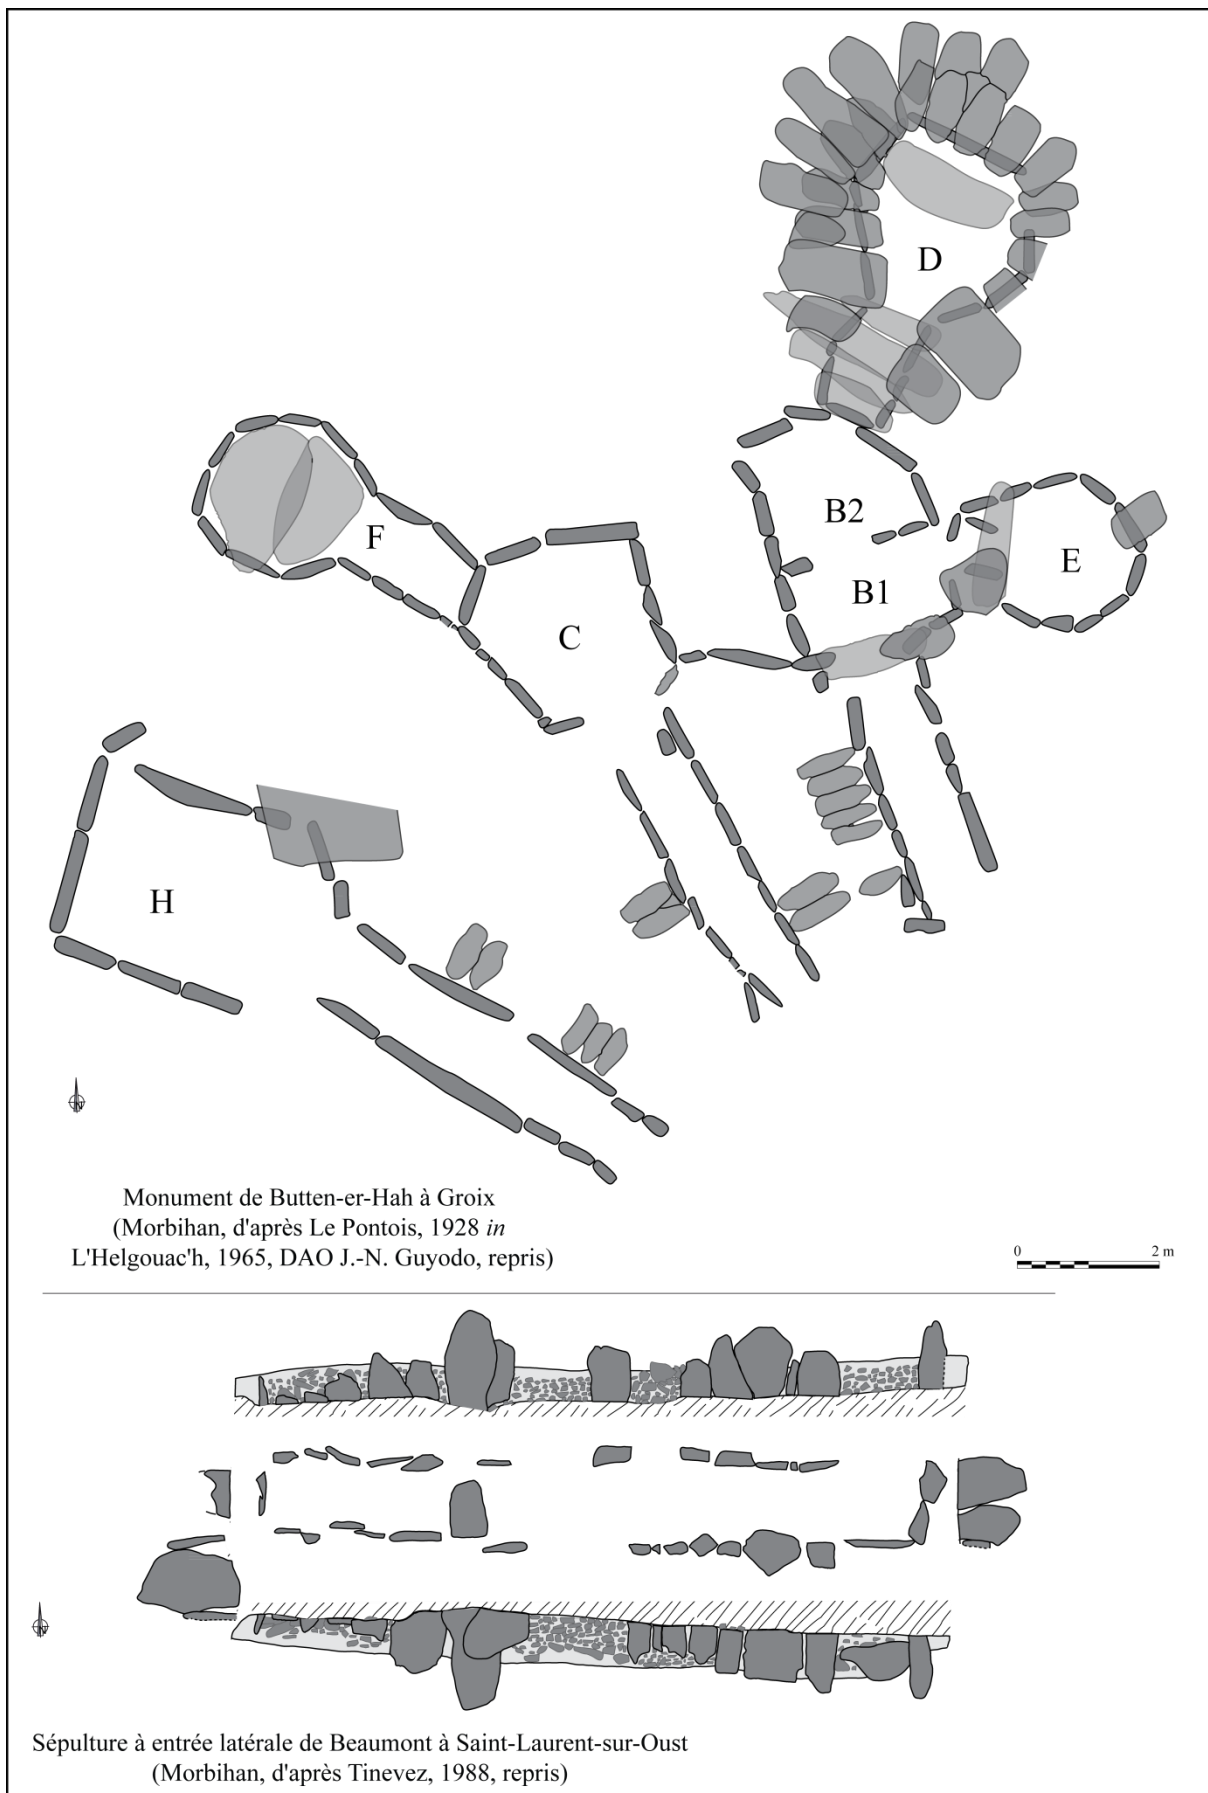 D
B2
F
E
B1
C
H
N
Monument de Butten-er-Hah à Groix
(Morbihan, d'après Le Pontois, 1928 in
L'Helgouac'h, 1965, DAO J.-N. Guyodo, repris)
0 2 m
N
Sépulture à entrée latérale de Beaumont à Saint-Laurent-sur-Oust
(Morbihan, d'après Tinevez, 1988, repris)